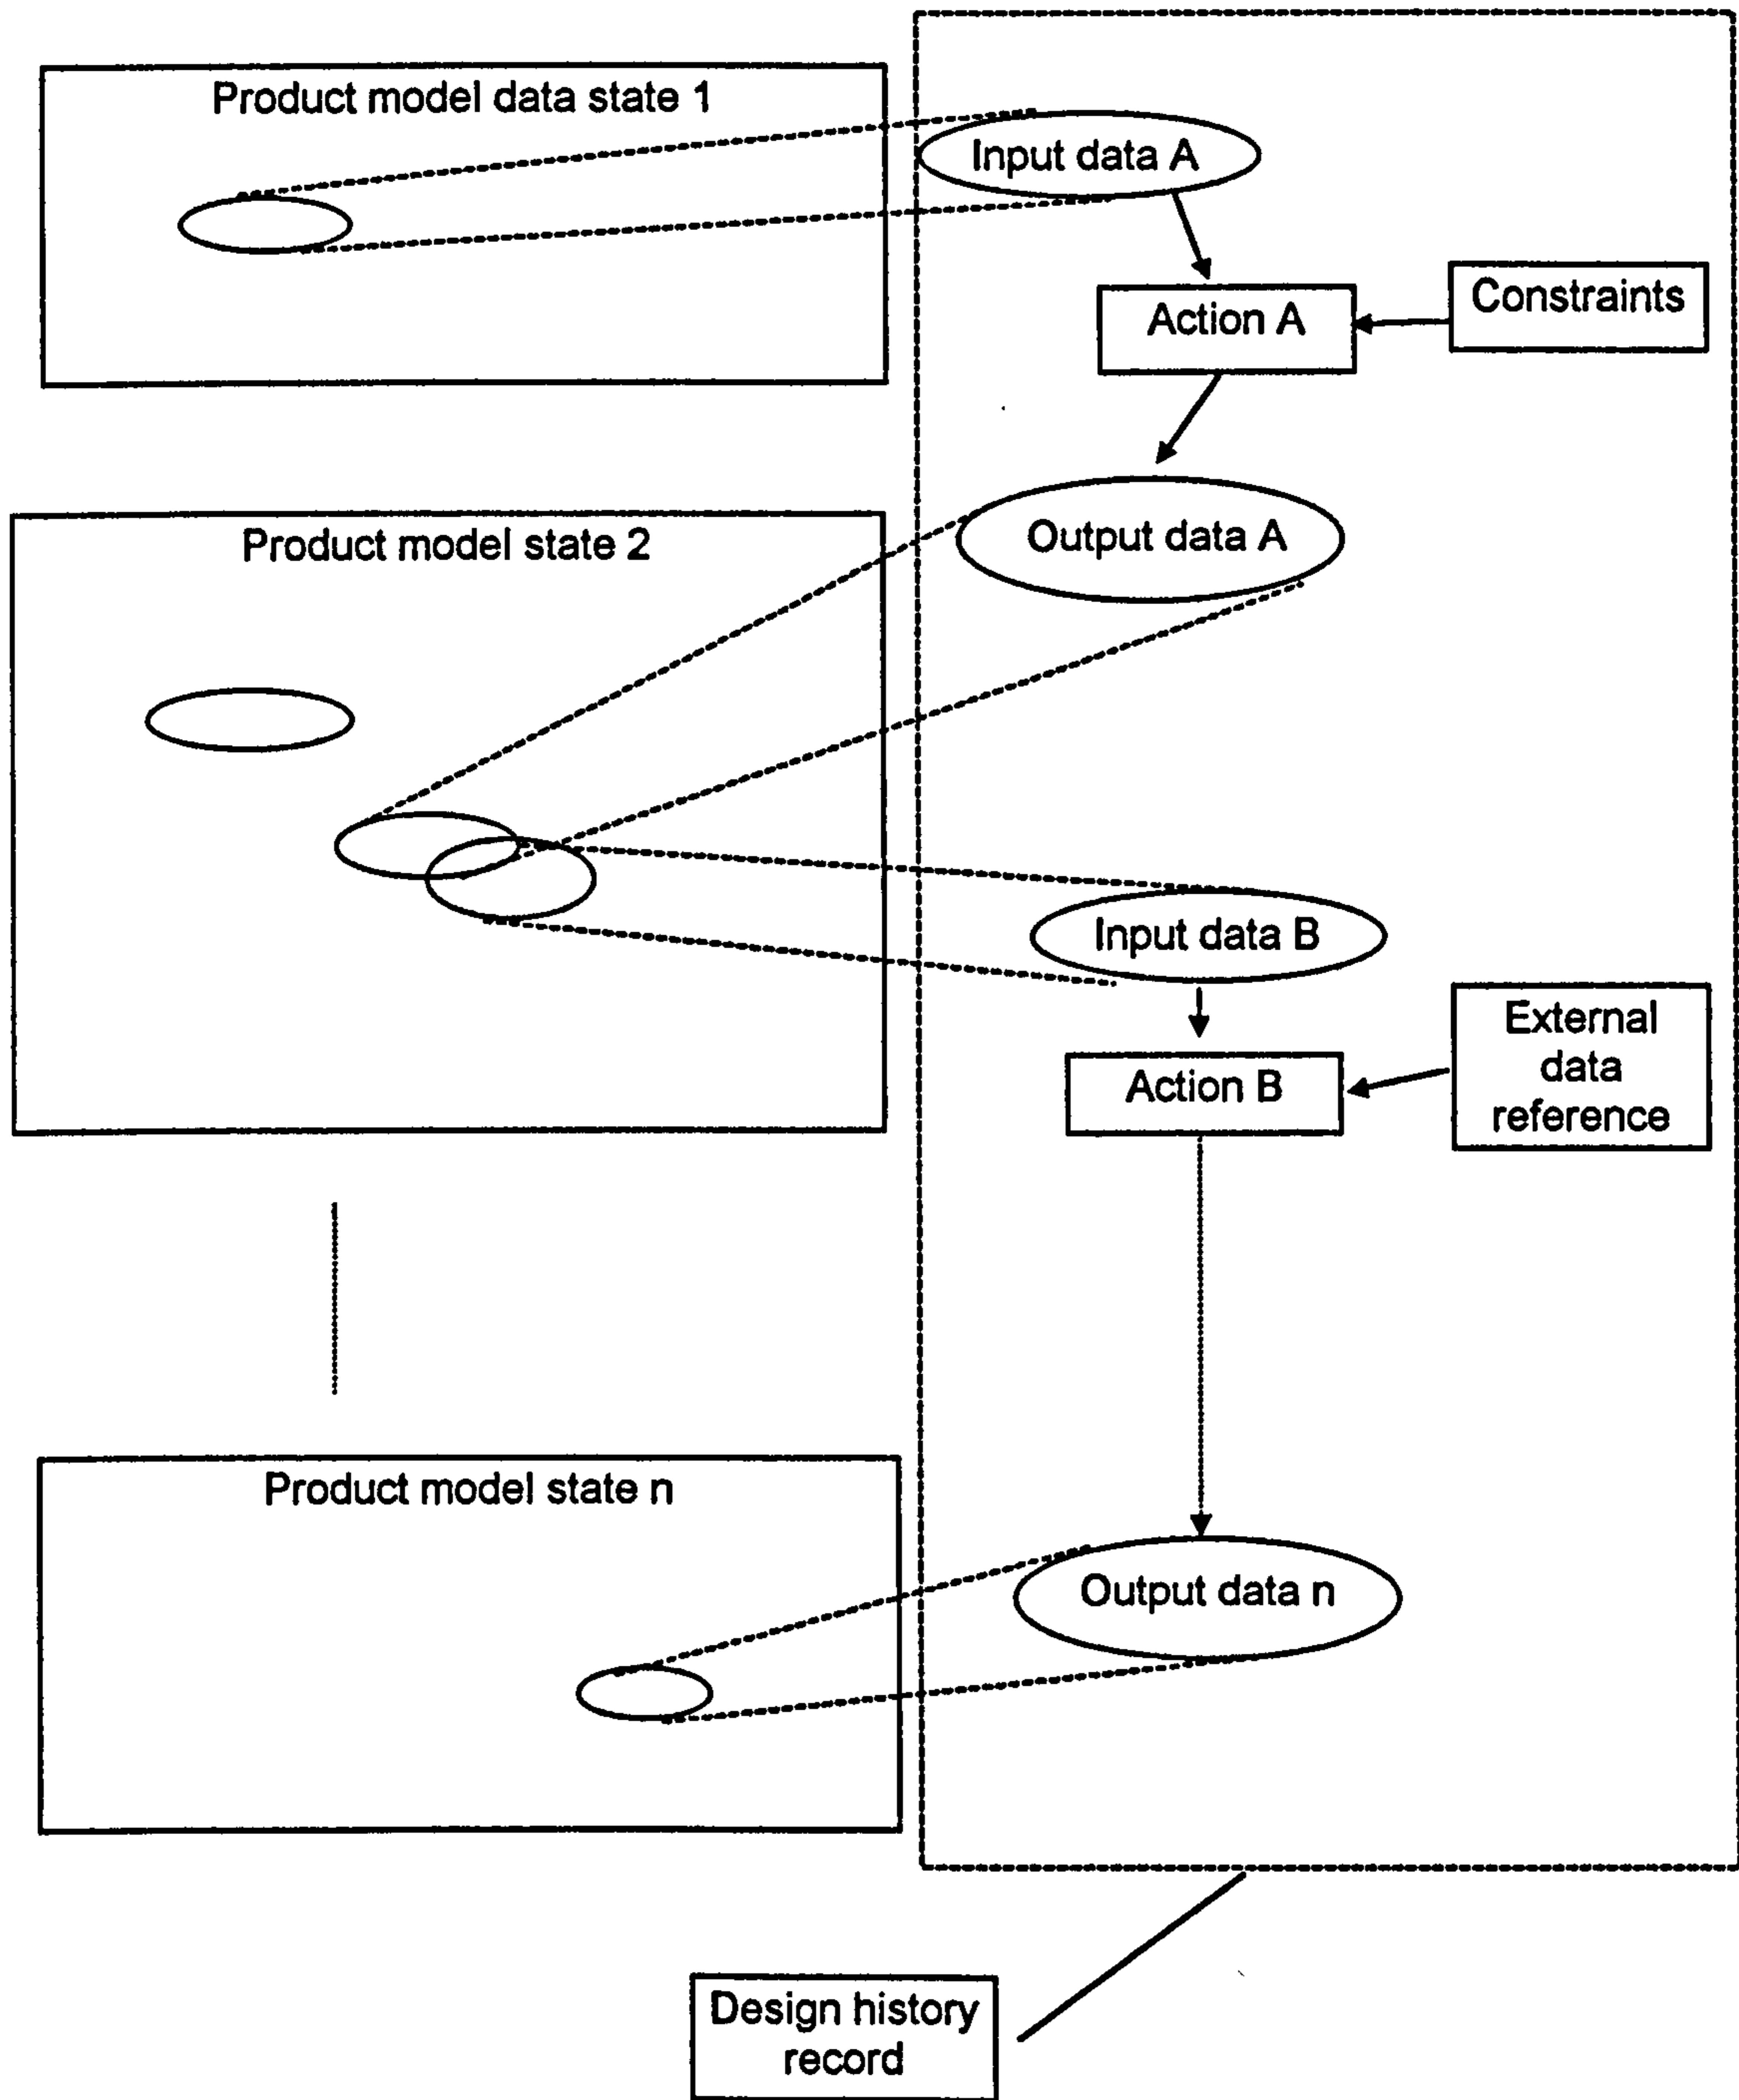 Product model data state 1
Input data A
Constraints
Action A
Output data A
Product model state 2
Input data B
External
data
reference
Action B
Product model state n
Output data n
Design history
record